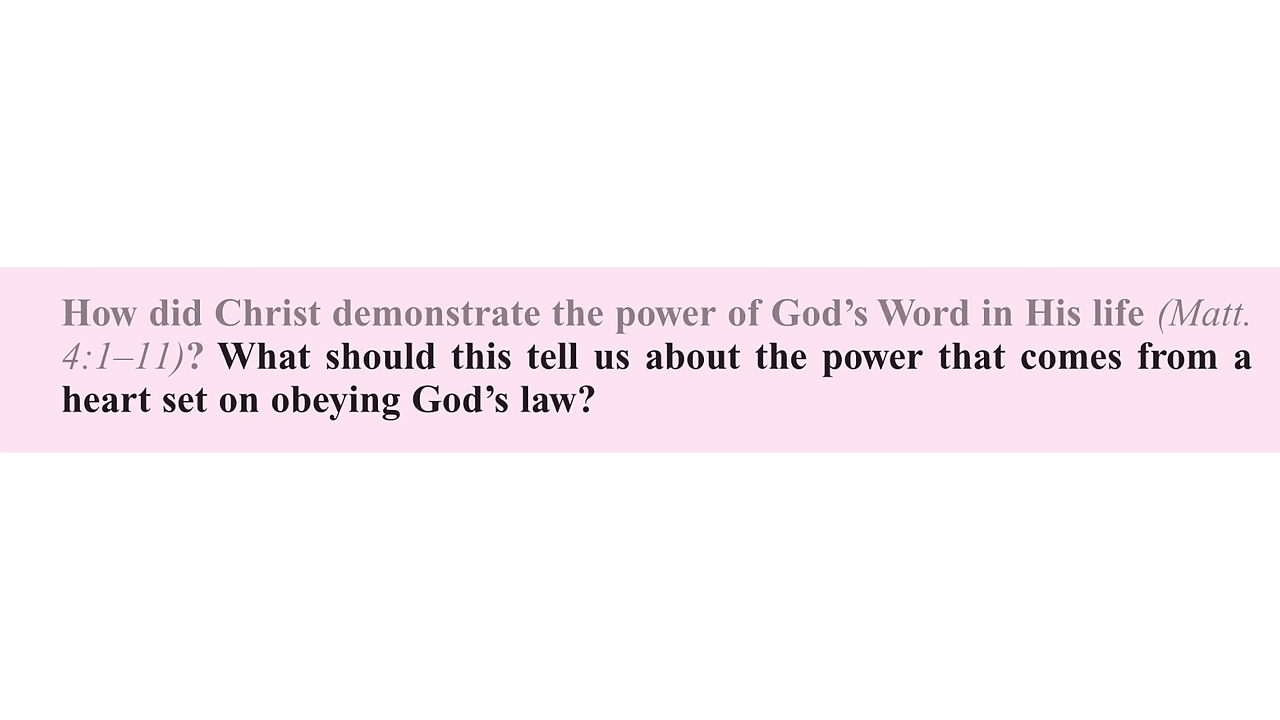 How did Christ demonstrate the power of God’s Word in His life (Matt.
4:1–11)? What should this tell us about the power that comes from a
heart set on obeying God’s law?